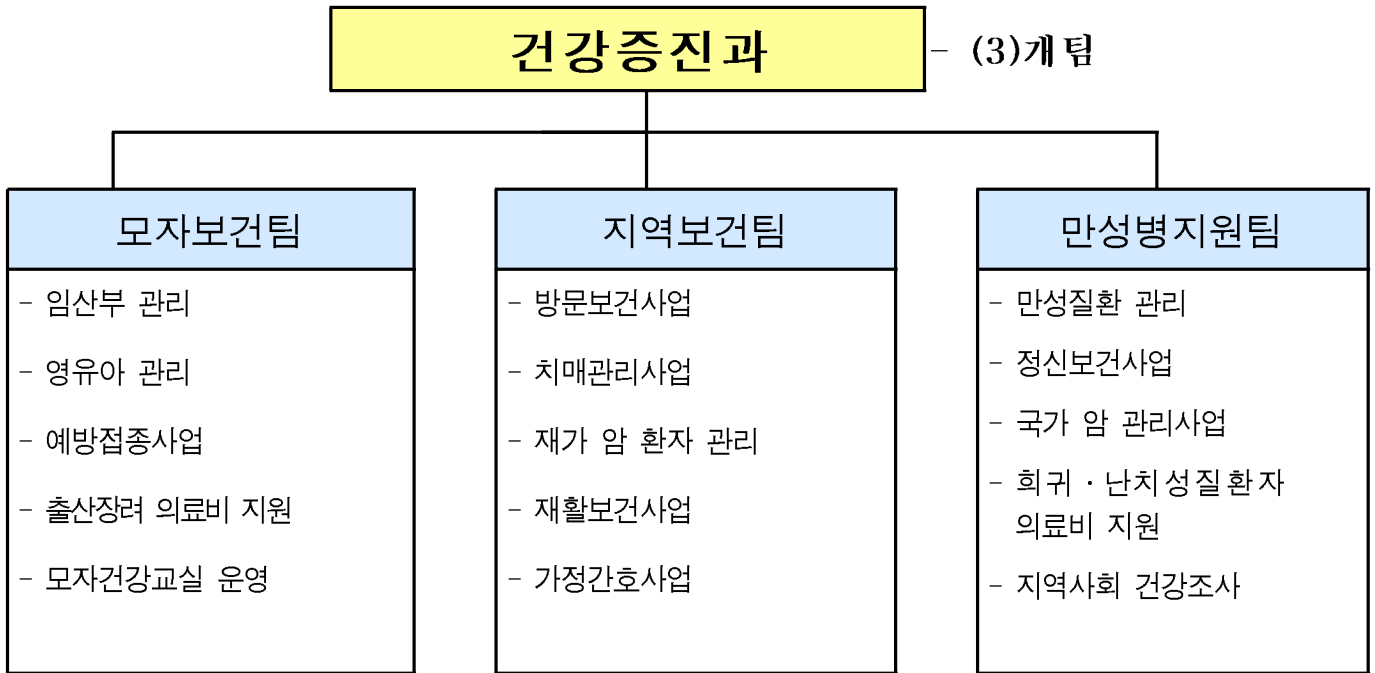 건강증진과
- (3)개팀
모자보건팀
- 임산부 관리
- 영유아 관리
- 예방접종사업
- 출산장려 의료비 지원
- 모자건강교실 운영
지역보건팀
- 방문보건사업
- 치매관리사업
- 재가 암 환자 관리
- 재활보건사업
- 가정간호사업
만성병지원팀
- 만성질환 관리
- 정신보건사업
- 국가 암 관리사업
- 희귀 · 난치성질환자
의료비 지원
- 지역사회 건강조사